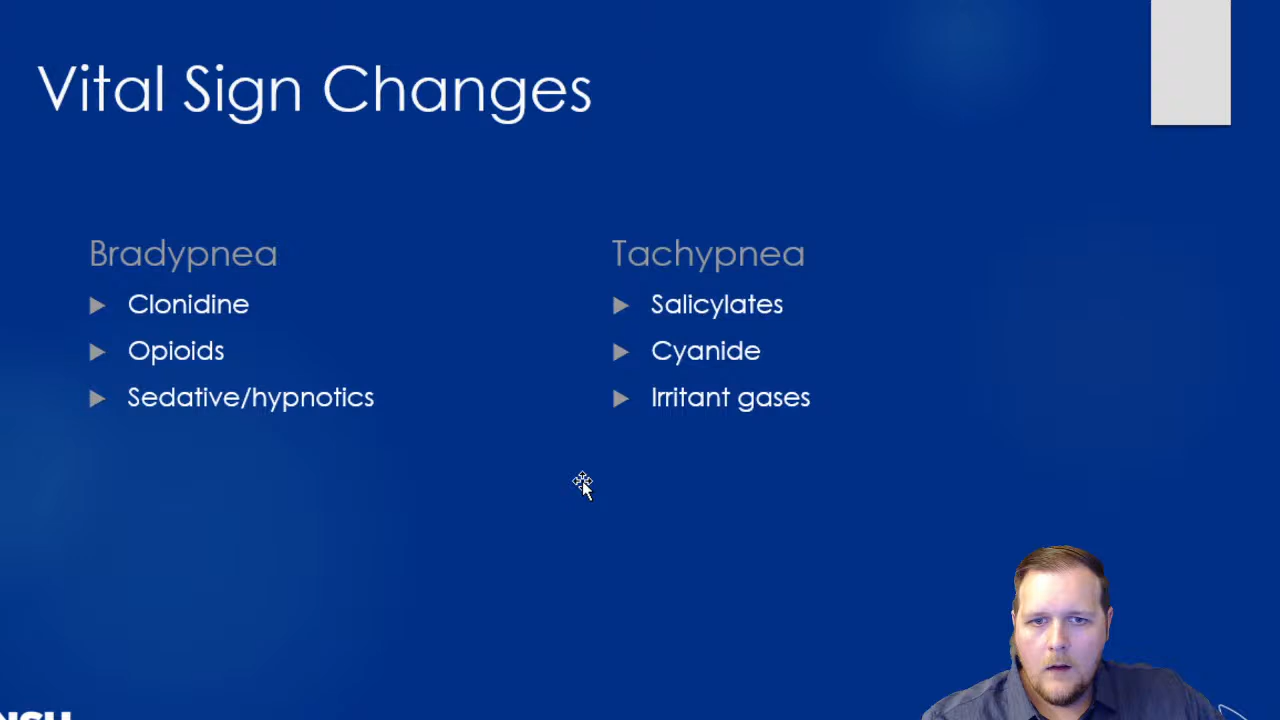 Vital Sign Changes
Bradypnea
Clonidine
Opioids
Sedative/hypnotics
Tachypnea
Salicylates
Cyanide
Irritant gases